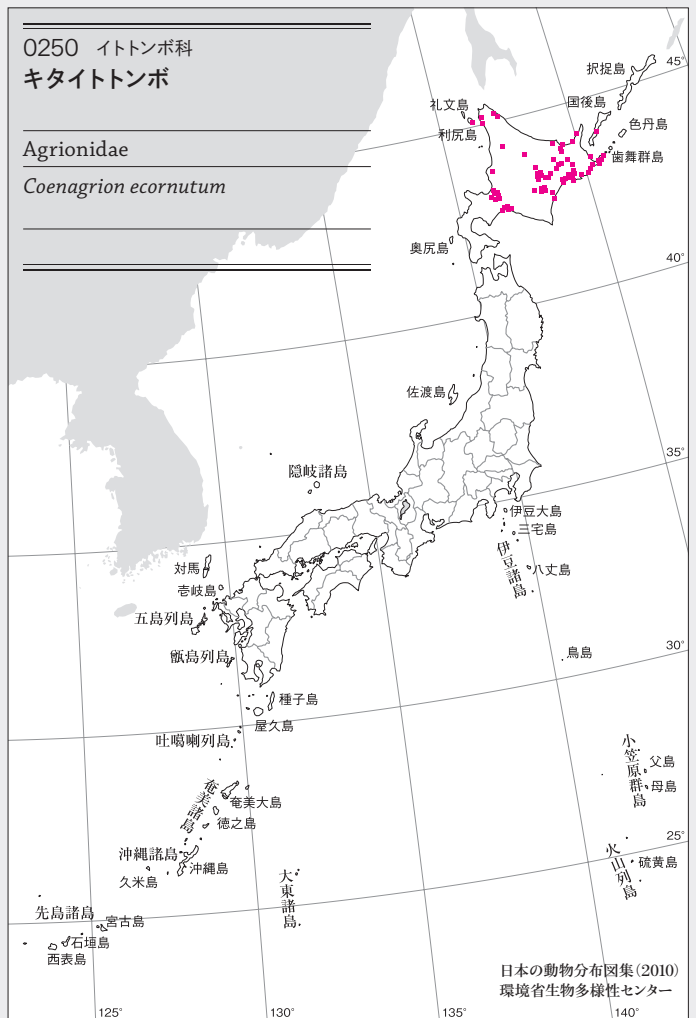 0250 イトトンボ科
キタイトトンボ
Agrionidae
Coenagrion ecornutum
45°
択捉島
国後島
礼文島
色丹島
利尻島
歯舞群島
奥尻島
40°
佐渡島
35°
隠岐諸島
伊豆大島
三宅島
伊豆諸島
八丈島
対馬
壱岐島
五島列島
甑島列島
鳥島
30°
種子島
屋久島
吐噶喇列島
小笠原群島
父島
母島
奄美諸島
奄美大島
徳之島
25°
沖縄諸島
沖縄島
久米島
火山列島
硫黄島
大東諸島
先島諸島
宮古島
石垣島
西表島
日本の動物分布図集(2010)
環境省生物多様性センター
125°
130°
135°
140°